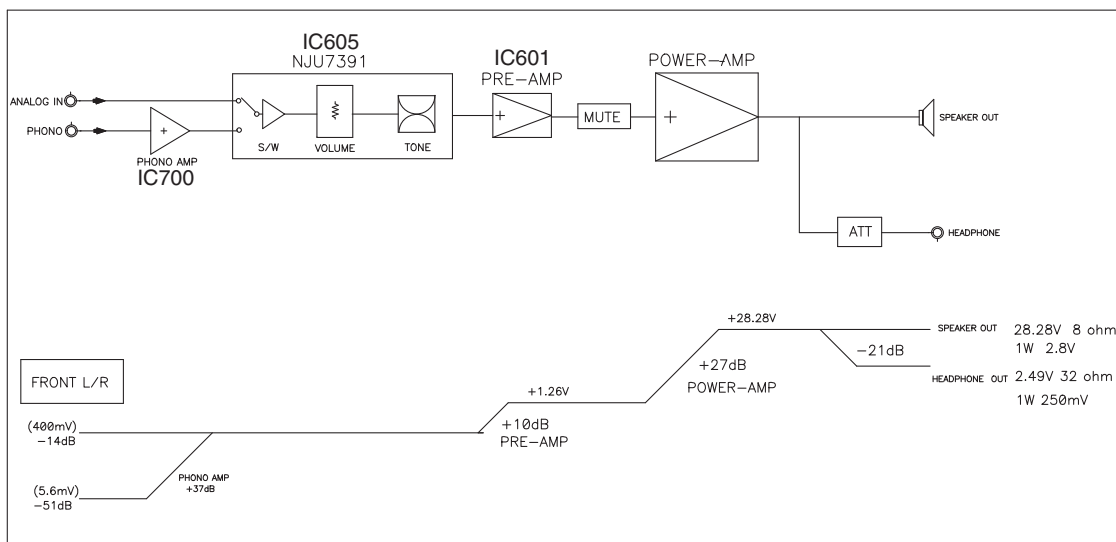 IC605
NJU7391
IC601
PRE-AMP
POWER-AMP
ANALOG IN
PHONO
S/W
VOLUME
TONE
MUTE
SPEAKER OUT
PHONO AMP
IC700
ATT
HEADPHONE
+28.28V
SPEAKER OUT 28.28V 8 ohm
1W 2.8V
-21dB
+27dB
POWER-AMP
HEADPHONE OUT 2.49V 32 ohm
1W 250mV
FRONT L/R
+1.26V
(400mV)
-14dB
+10dB
PRE-AMP
PHONO AMP
+37dB
(5.6mV)
-51dB